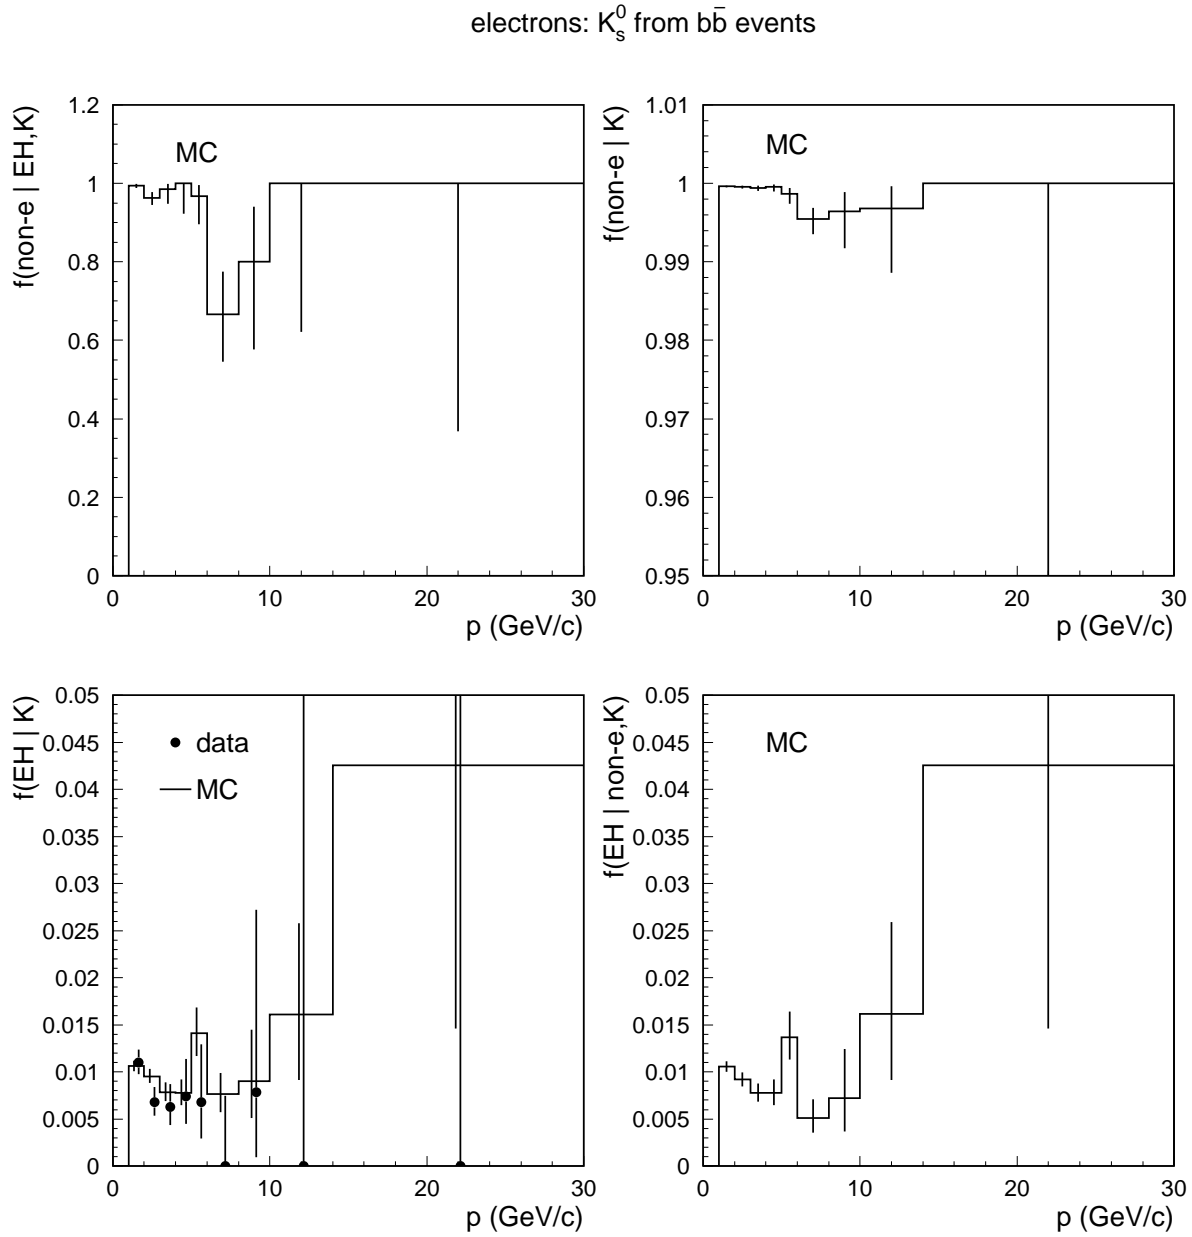 electrons: K_s^0 from bb̄ events
f(non-e | EH,K)
1.2
1
0.8
0.6
0.4
0.2
0
MC
0 10 20 30
p (GeV/c)
f(non-e | K)
1.01
1
0.99
0.98
0.97
0.96
0.95
MC
0 10 20 30
p (GeV/c)
f(EH | K)
0.05
0.045
0.04
0.035
0.03
0.025
0.02
0.015
0.01
0.005
0
data
MC
0 10 20 30
p (GeV/c)
f(EH | non-e,K)
0.05
0.045
0.04
0.035
0.03
0.025
0.02
0.015
0.01
0.005
0
MC
0 10 20 30
p (GeV/c)